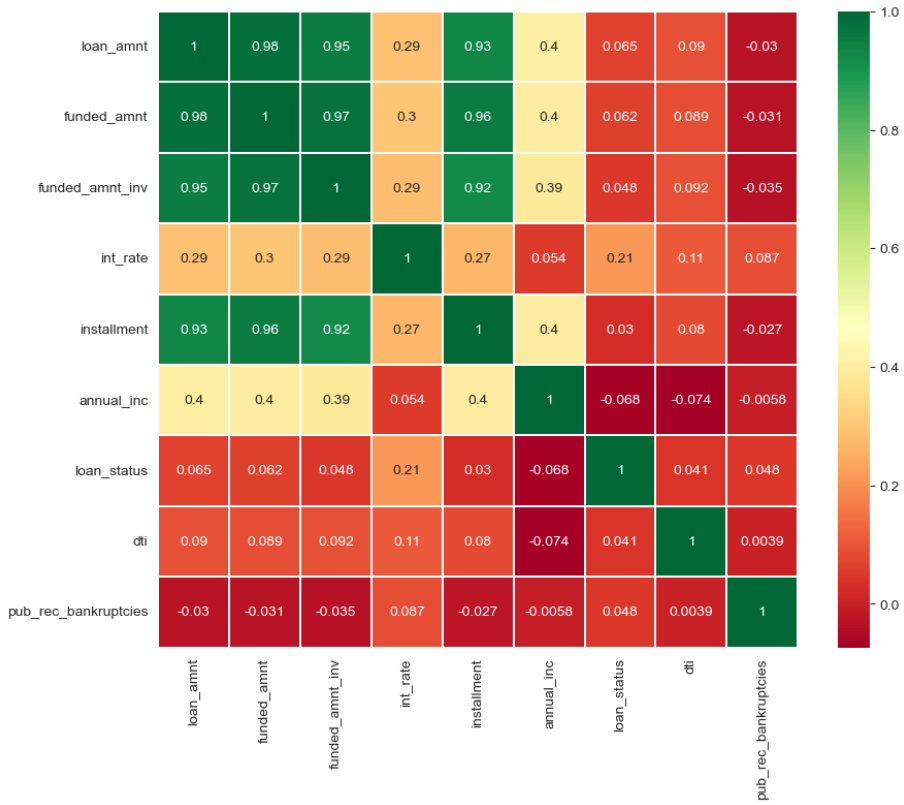 loan_amnt 1 0.98 0.95 0.29 0.93 0.4 0.065 0.09 -0.03
funded_amnt 0.98 1 0.97 0.3 0.96 0.4 0.062 0.089 -0.031
funded_amnt_inv 0.95 0.97 1 0.29 0.92 0.39 0.048 0.092 -0.035
int_rate 0.29 0.3 0.29 1 0.27 0.054 0.21 0.11 0.087
installment 0.93 0.96 0.92 0.27 1 0.4 0.03 0.08 -0.027
annual_inc 0.4 0.4 0.39 0.054 0.4 1 -0.068 -0.074 -0.0058
loan_status 0.065 0.062 0.048 0.21 0.03 -0.068 1 0.041 0.048
dti 0.09 0.089 0.092 0.11 0.08 -0.074 0.041 1 0.0039
pub_rec_bankruptcies -0.03 -0.031 -0.035 0.087 -0.027 -0.0058 0.048 0.0039 1
loan_amnt
funded_amnt
funded_amnt_inv
int_rate
installment
annual_inc
loan_status
dti
pub_rec_bankruptcies
1.0
0.8
0.6
0.4
0.2
0.0